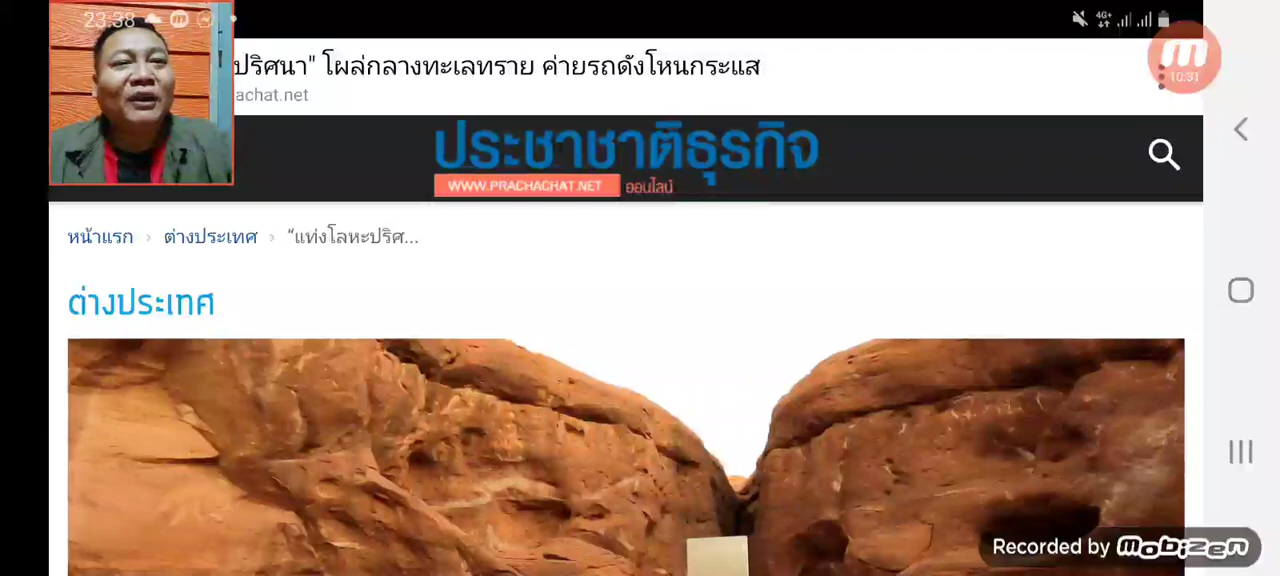 23:38
4G+
ปริศนา" โผล่กลางทะเลทราย ค่ายรถดังโหนกระแส
achat.net
10:31
ประชาชาติธุรกิจ
WWW.PRACHACHAT.NET ออนไลน์
หน้าแรก › ต่างประเทศ › “แท่งโลหะปริศ...
ต่างประเทศ
Recorded by mobizen